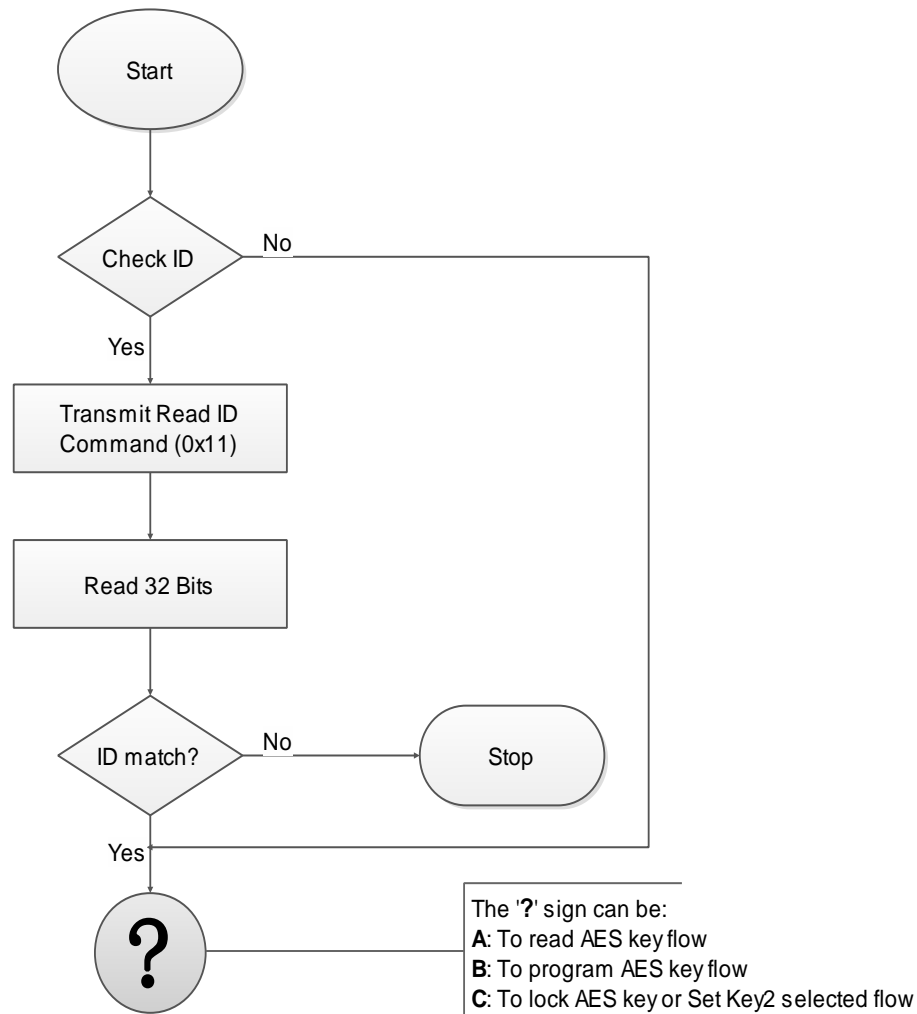 Start
Check ID
No
Yes
Transmit Read ID
Command (0x11)
Read 32 Bits
ID match?
No
Stop
Yes
?
The '?' sign can be:
A: To read AES key flow
B: To program AES key flow
C: To lock AES key or Set Key2 selected flow